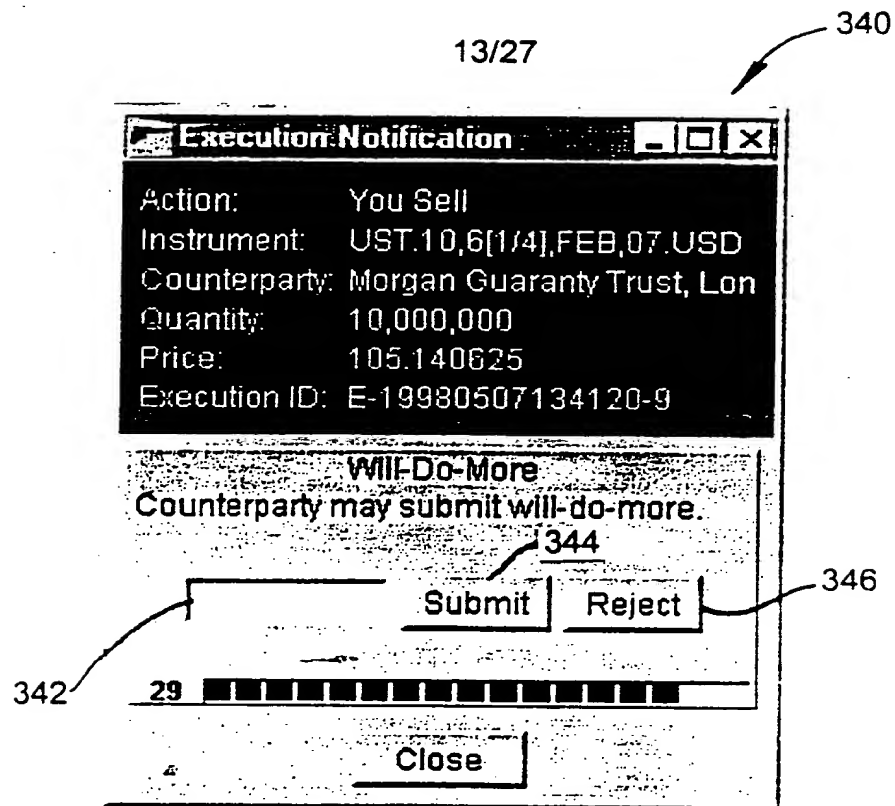 13/27
340
Execution Notification
Action: You Sell
Instrument: UST.10,6[1/4],FEB,07.USD
Counterparty: Morgan Guaranty Trust, Lon
Quantity: 10,000,000
Price: 105.140625
Execution ID: E-19980507134120-9
Will-Do-More
Counterparty may submit will-do-more.
344
Submit Reject
346
342
29
Close